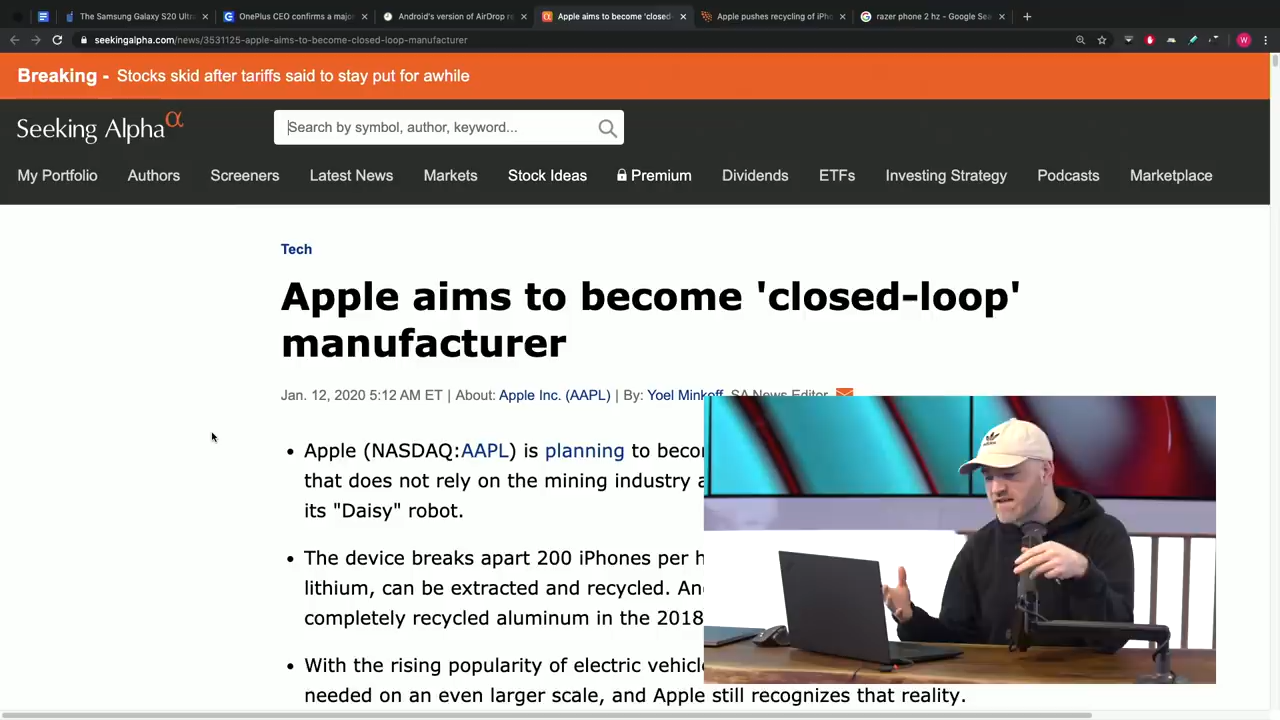 The Samsung Galaxy S20 Ultra
OnePlus CEO confirms a major
Android's version of AirDrop re
Apple aims to become 'closed-
Apple pushes recycling of iPho
razer phone 2 hz - Google Sea
seekingalpha.com/news/3531125-apple-aims-to-become-closed-loop-manufacturer
W
Breaking - Stocks skid after tariffs said to stay put for awhile
Seeking Alpha α
Search by symbol, author, keyword...
My Portfolio Authors Screeners Latest News Markets Stock Ideas Premium Dividends ETFs Investing Strategy Podcasts Marketplace
Tech
Apple aims to become 'closed-loop'
manufacturer
Jan. 12, 2020 5:12 AM ET | About: Apple Inc. (AAPL) | By: Yoel Minkoff, SA News Editor
• Apple (NASDAQ:AAPL) is planning to becom
that does not rely on the mining industry a
its "Daisy" robot.
• The device breaks apart 200 iPhones per h
lithium, can be extracted and recycled. An
completely recycled aluminum in the 2018
• With the rising popularity of electric vehicl
needed on an even larger scale, and Apple still recognizes that reality.